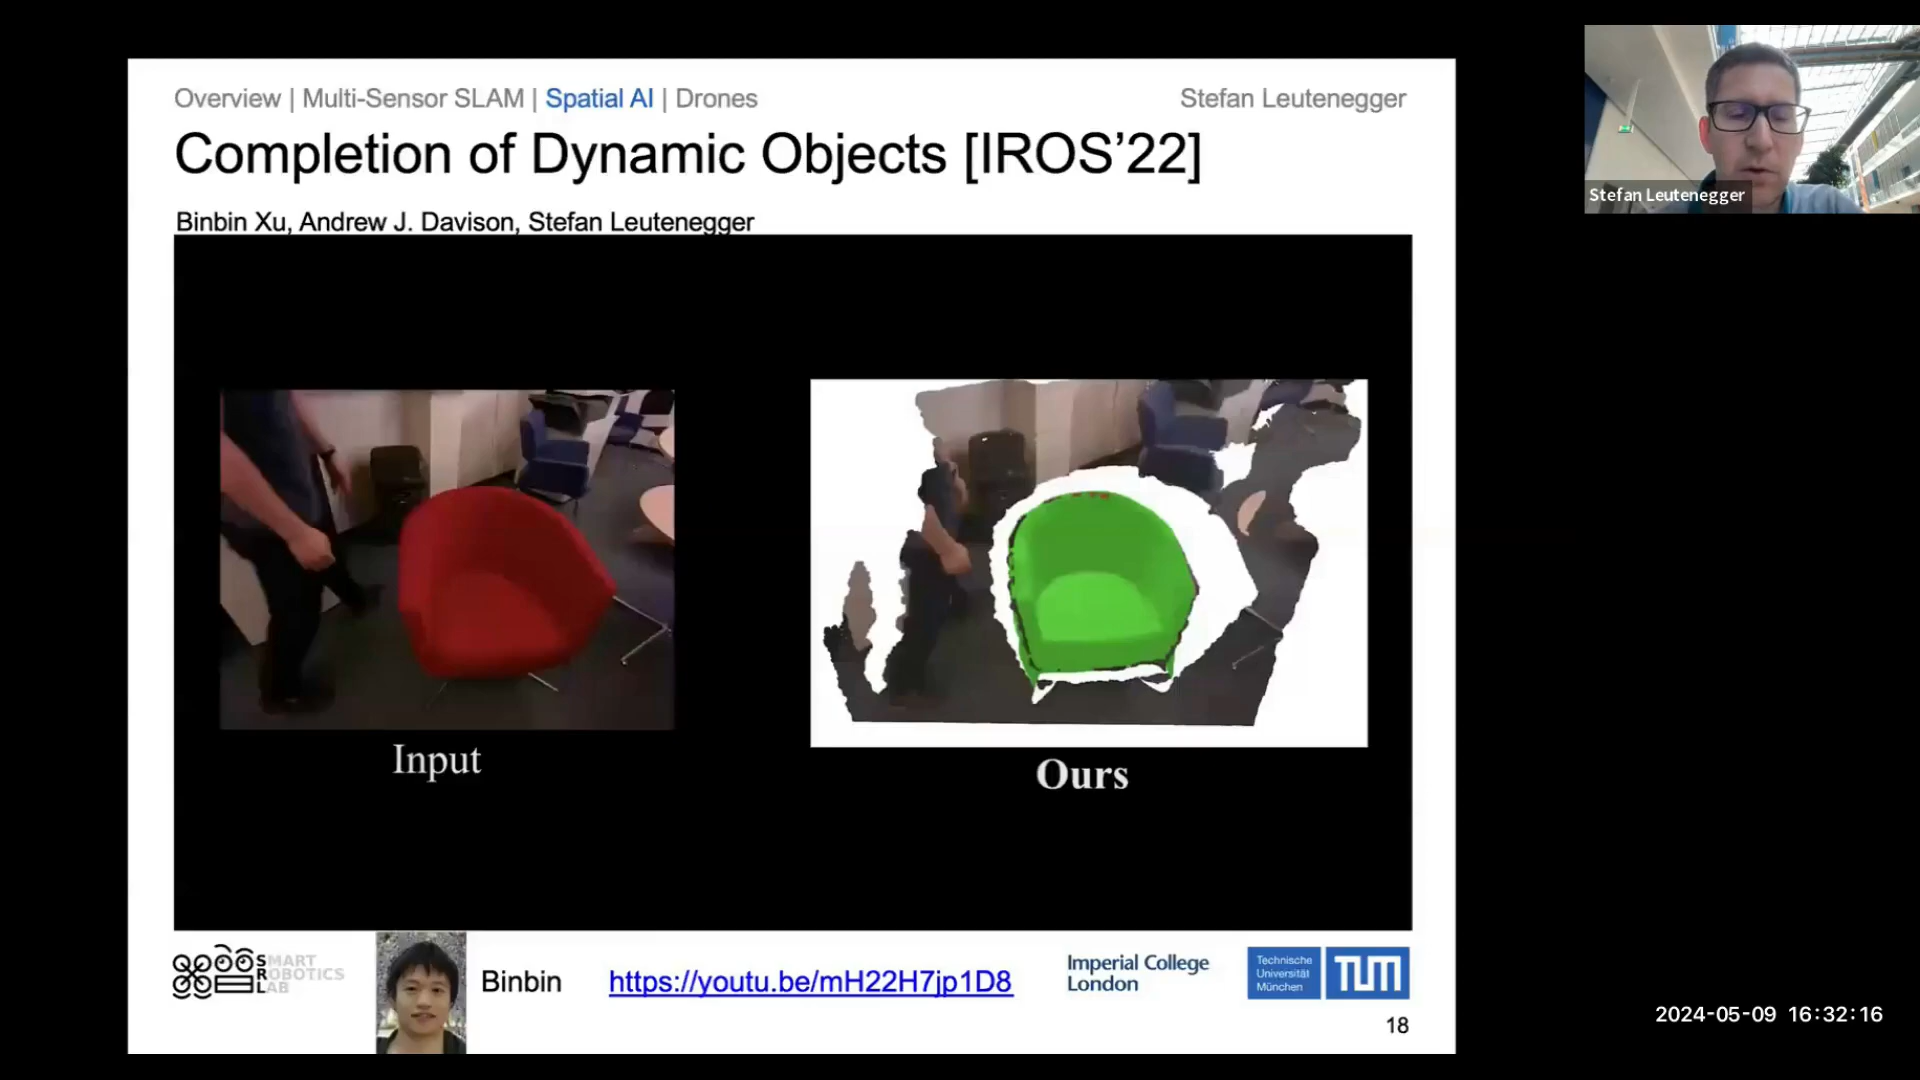 Overview | Multi-Sensor SLAM | Spatial AI | Drones
Stefan Leutenegger
Completion of Dynamic Objects [IROS'22]
Binbin Xu, Andrew J. Davison, Stefan Leutenegger
Input
Ours
SMART
ROBOTICS
LAB
Binbin
https://youtu.be/mH22H7jp1D8
Imperial College
London
Technische
Universität
München
TUM
18
Stefan Leutenegger
2024-05-09 16:32:16